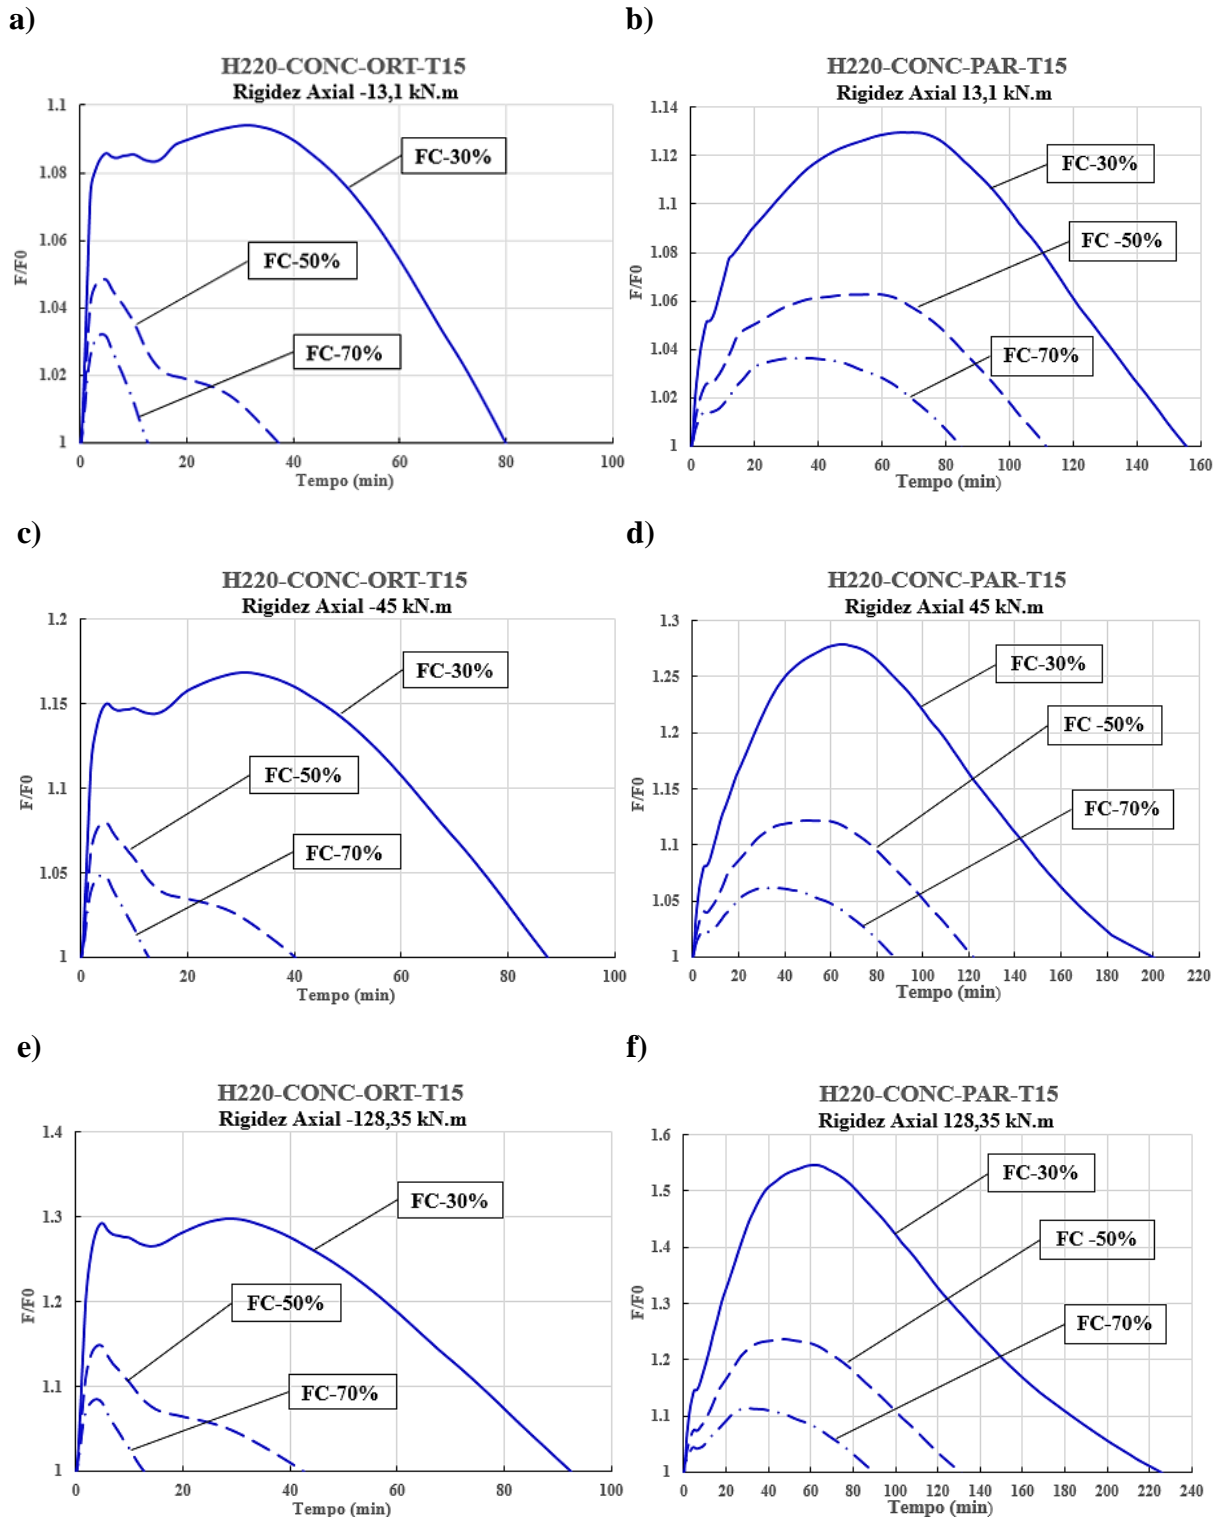 a)
H220-CONC-ORT-T15
Rigidez Axial -13,1 kN.m
1.1
1.08
1.06
1.04
1.02
1
F/F0
FC-30%
FC-50%
FC-70%
0 20 40 60 80 100
Tempo (min)
b)
H220-CONC-PAR-T15
Rigidez Axial 13,1 kN.m
1.14
1.12
1.1
1.08
1.06
1.04
1.02
1
F/F0
FC-30%
FC -50%
FC-70%
0 20 40 60 80 100 120 140 160
Tempo (min)
c)
H220-CONC-ORT-T15
Rigidez Axial -45 kN.m
1.2
1.15
1.1
1.05
1
F/F0
FC-30%
FC-50%
FC-70%
0 20 40 60 80 100
Tempo (min)
d)
H220-CONC-PAR-T15
Rigidez Axial 45 kN.m
1.3
1.25
1.2
1.15
1.1
1.05
1
F/F0
FC-30%
FC -50%
FC-70%
0 20 40 60 80 100 120 140 160 180 200 220
Tempo (min)
e)
H220-CONC-ORT-T15
Rigidez Axial -128,35 kN.m
1.4
1.3
1.2
1.1
1
F/F0
FC-30%
FC-50%
FC-70%
0 20 40 60 80 100
Tempo (min)
f)
H220-CONC-PAR-T15
Rigidez Axial 128,35 kN.m
1.6
1.5
1.4
1.3
1.2
1.1
1
F/F0
FC-30%
FC -50%
FC-70%
0 20 40 60 80 100 120 140 160 180 200 220 240
Tempo (min)